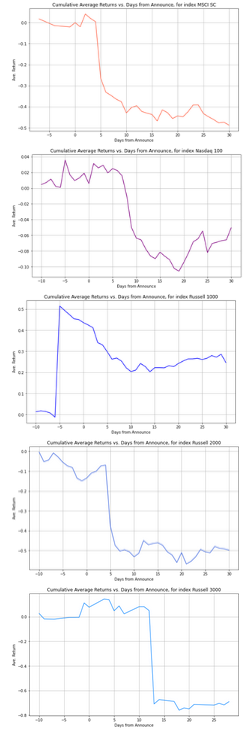 Cumulative Average Returns vs. Days from Announce, for index MSCI SC
Ave. Return
0.0
−0.1
−0.2
−0.3
−0.4
−0.5
−5 0 5 10 15 20 25 30
Days from Announce
Cumulative Average Returns vs. Days from Announce, for index Nasdaq 100
Ave. Return
0.04
0.02
0.00
−0.02
−0.04
−0.06
−0.08
−0.10
−10 −5 0 5 10 15 20 25 30
Days from Announce
Cumulative Average Returns vs. Days from Announce, for index Russell 1000
Ave. Return
0.5
0.4
0.3
0.2
0.1
0.0
−10 −5 0 5 10 15 20 25 30
Days from Announce
Cumulative Average Returns vs. Days from Announce, for index Russell 2000
Ave. Return
0.0
−0.1
−0.2
−0.3
−0.4
−0.5
−10 −5 0 5 10 15 20 25 30
Days from Announce
Cumulative Average Returns vs. Days from Announce, for index Russell 3000
Ave. Return
0.0
−0.2
−0.4
−0.6
−0.8
−10 −5 0 5 10 15 20 25
Days from Announce